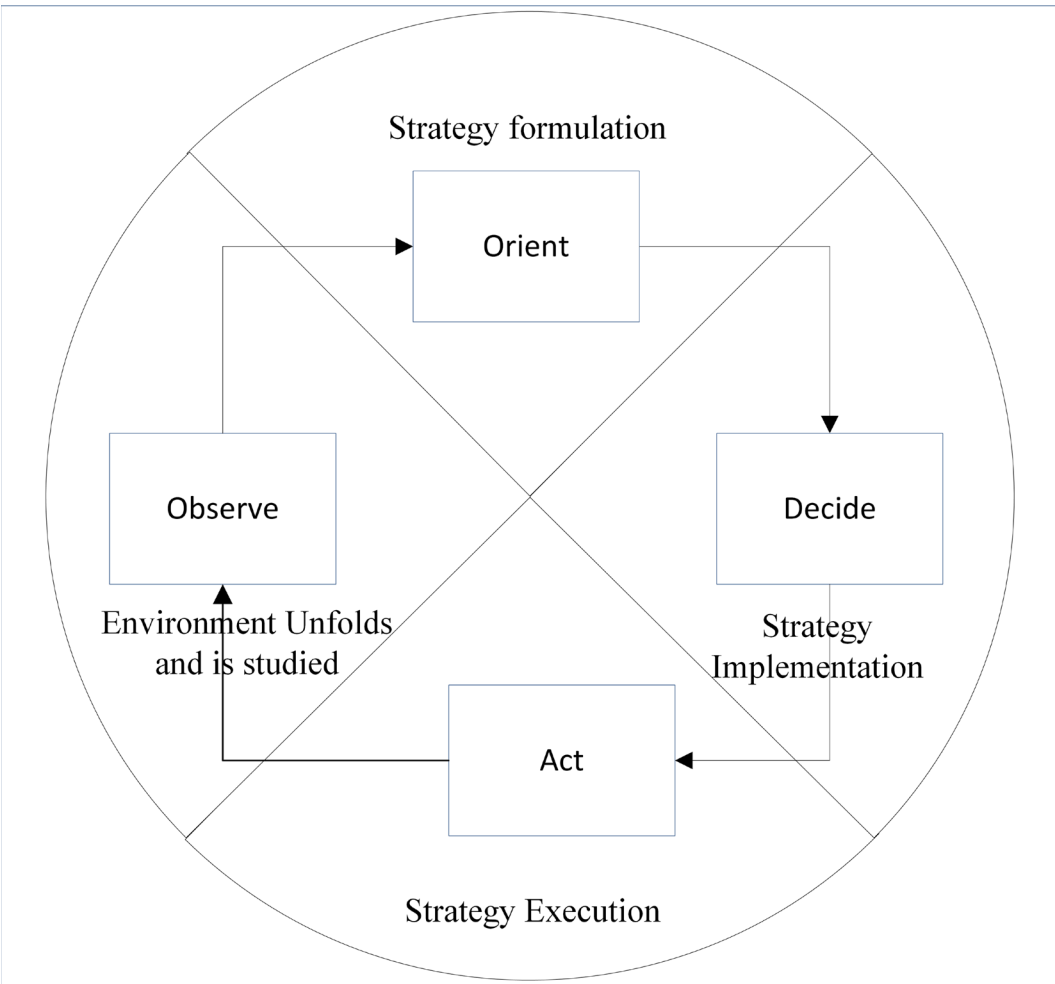 Strategy formulation
Orient
Observe
Decide
Environment Unfolds
and is studied
Strategy
Implementation
Act
Strategy Execution